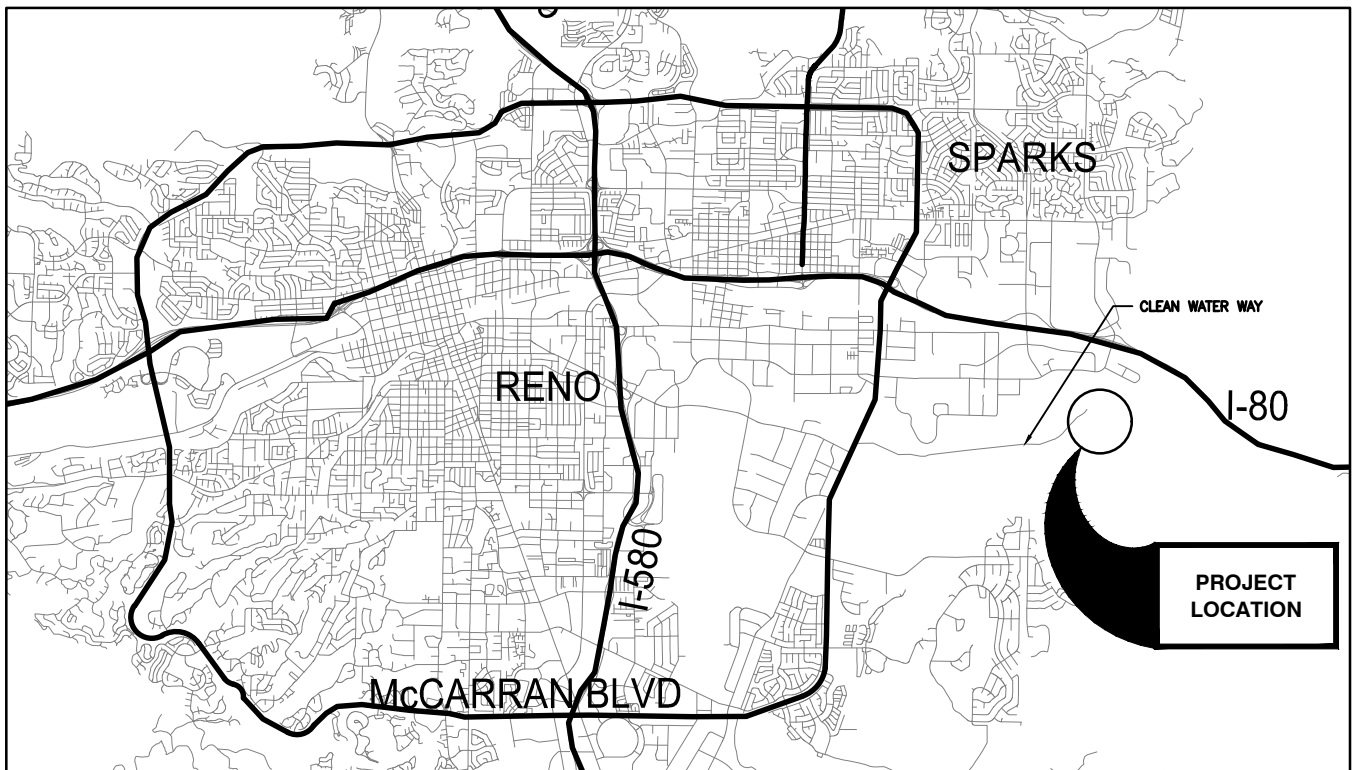 SPARKS
CLEAN WATER WAY
RENO
I-80
I-580
PROJECT
LOCATION
McCARRAN BLVD